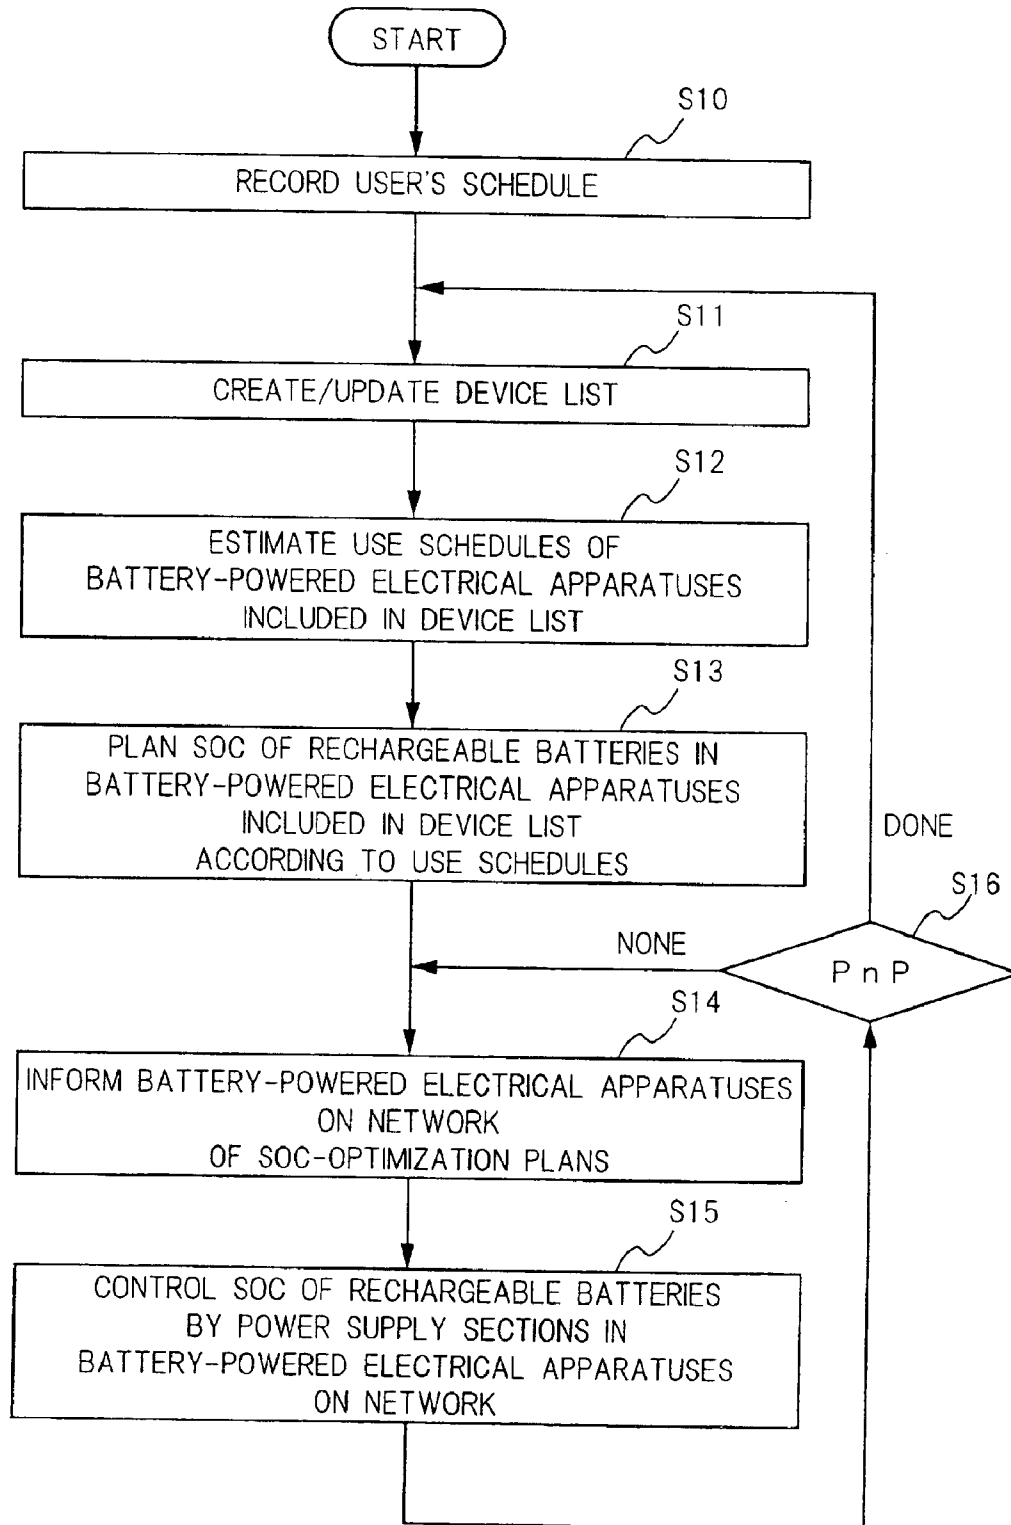 START
S10
RECORD USER'S SCHEDULE
S11
CREATE/UPDATE DEVICE LIST
S12
ESTIMATE USE SCHEDULES OF
BATTERY-POWERED ELECTRICAL APPARATUSES
INCLUDED IN DEVICE LIST
S13
PLAN SOC OF RECHARGEABLE BATTERIES IN
BATTERY-POWERED ELECTRICAL APPARATUSES
INCLUDED IN DEVICE LIST
ACCORDING TO USE SCHEDULES
DONE
S16
NONE
PnP
S14
INFORM BATTERY-POWERED ELECTRICAL APPARATUSES
ON NETWORK
OF SOC-OPTIMIZATION PLANS
S15
CONTROL SOC OF RECHARGEABLE BATTERIES
BY POWER SUPPLY SECTIONS IN
BATTERY-POWERED ELECTRICAL APPARATUSES
ON NETWORK